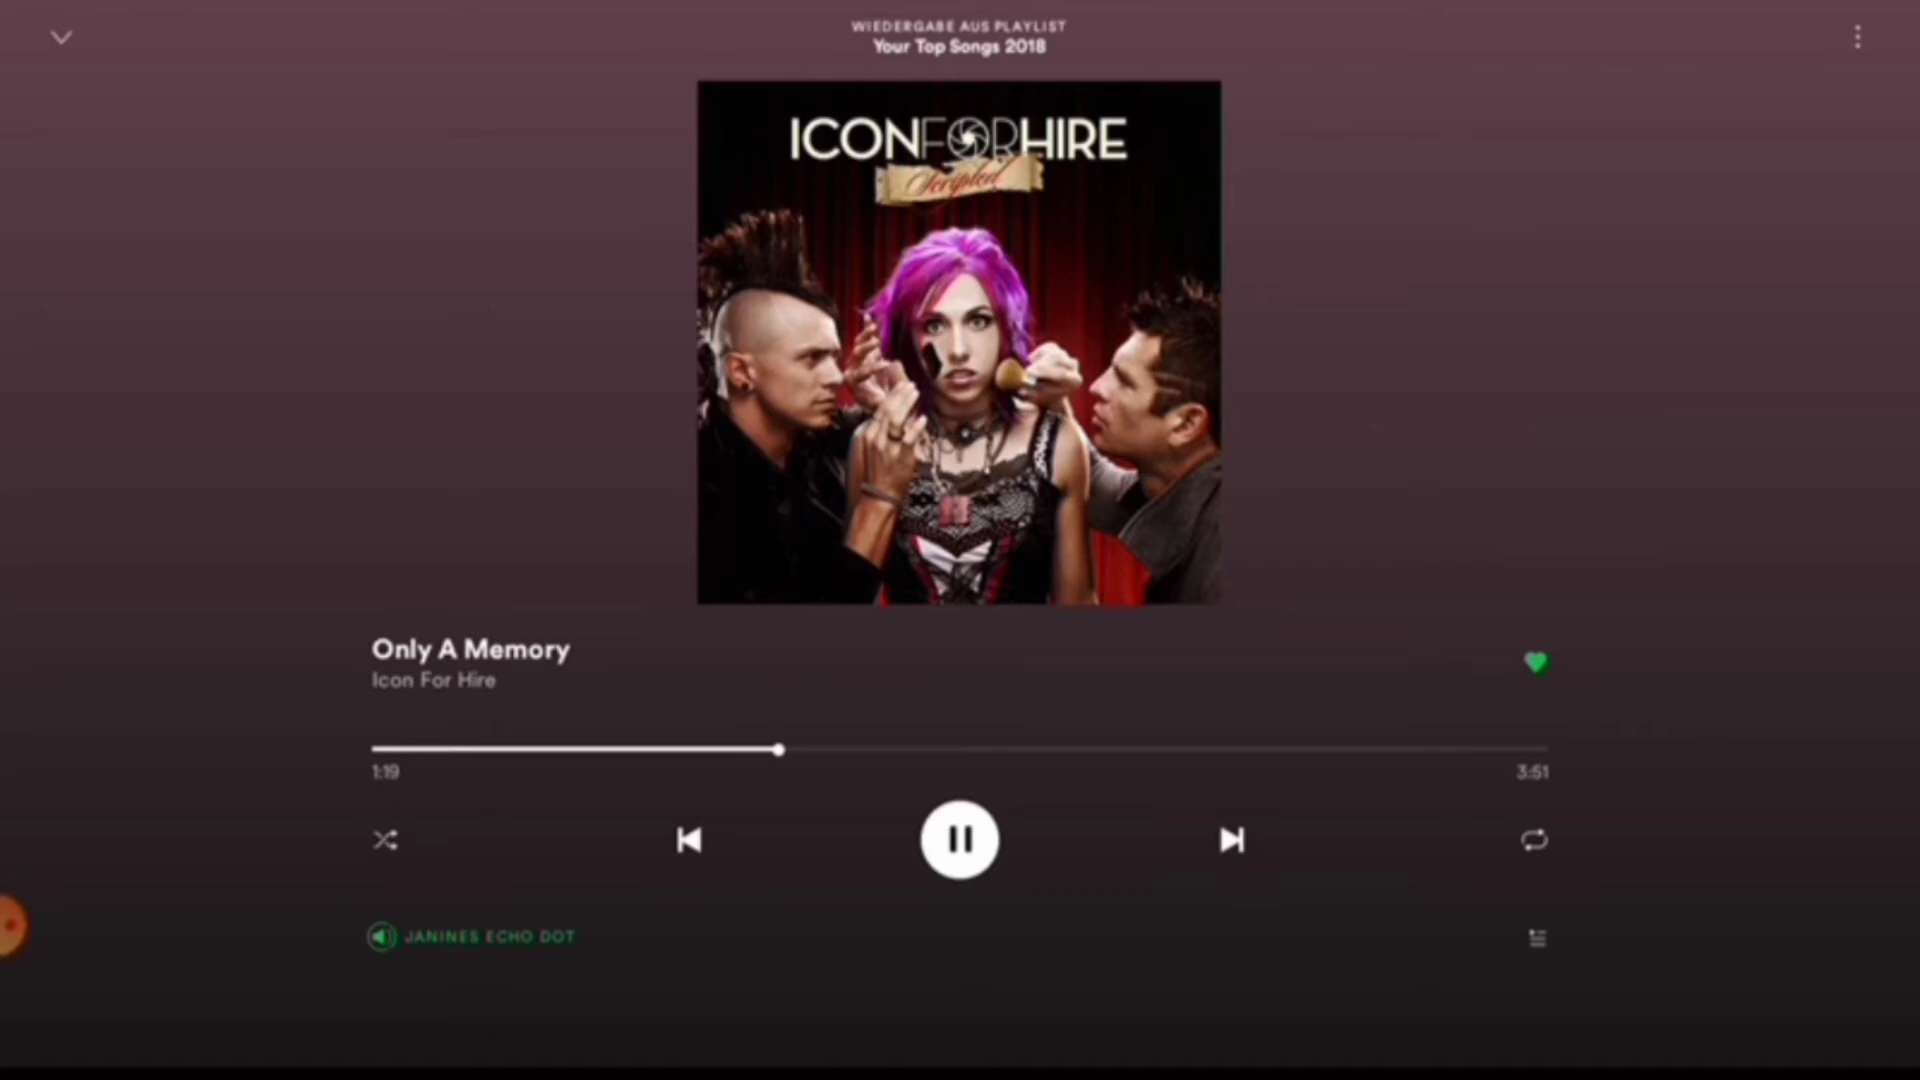 WIEDERGABE AUS PLAYLIST
Your Top Songs 2018
ICONFORHIRE
Scripted
Only A Memory
Icon For Hire
1:19
3:51
JANINES ECHO DOT